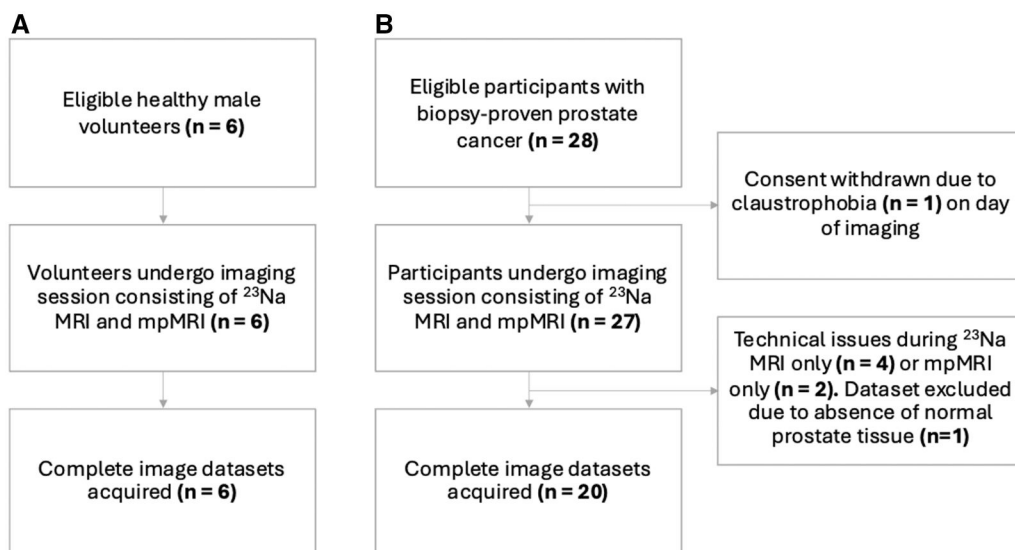 A
Eligible healthy male
volunteers (n = 6)
Volunteers undergo imaging
session consisting of ²³Na
MRI and mpMRI (n = 6)
Complete image datasets
acquired (n = 6)
B
Eligible participants with
biopsy-proven prostate
cancer (n = 28)
Consent withdrawn due to
claustrophobia (n = 1) on day
of imaging
Participants undergo imaging
session consisting of ²³Na
MRI and mpMRI (n = 27)
Technical issues during ²³Na
MRI only (n = 4) or mpMRI
only (n = 2). Dataset excluded
due to absence of normal
prostate tissue (n=1)
Complete image datasets
acquired (n = 20)